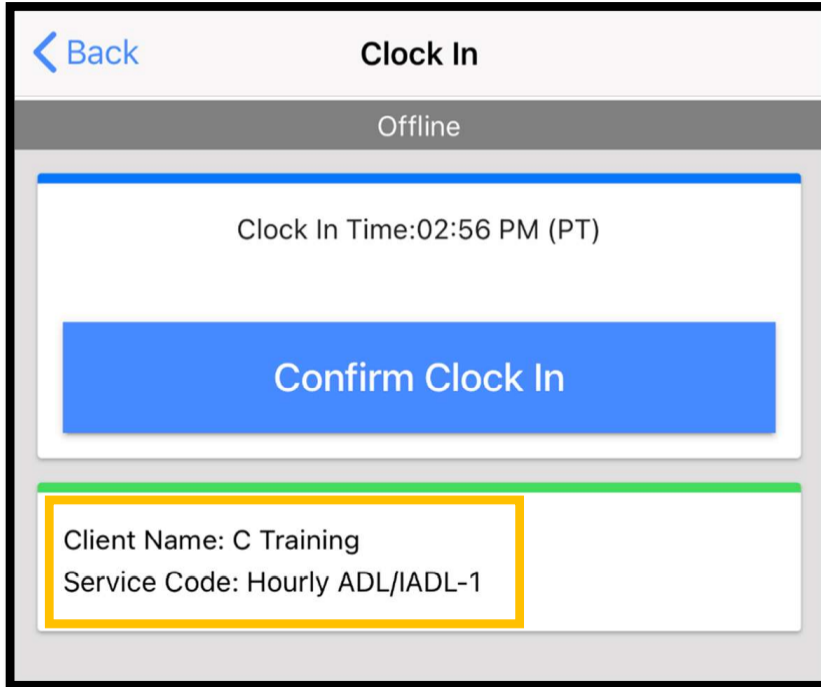 Back
Clock In
Offline
Clock In Time:02:56 PM (PT)
Confirm Clock In
Client Name: C Training
Service Code: Hourly ADL/IADL-1